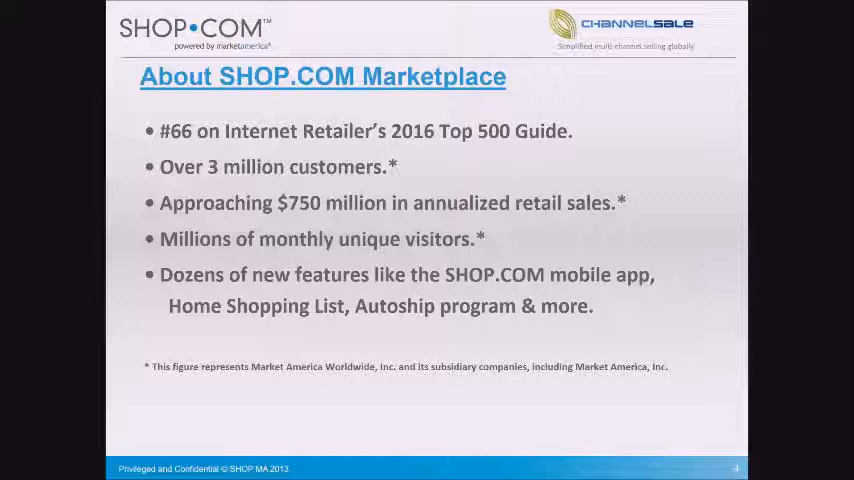 SHOP•COM™
powered by marketamerica®
CHANNELSALE
Simplified multi-channel selling globally
About SHOP.COM Marketplace
• #66 on Internet Retailer’s 2016 Top 500 Guide.
• Over 3 million customers.*
• Approaching $750 million in annualized retail sales.*
• Millions of monthly unique visitors.*
• Dozens of new features like the SHOP.COM mobile app,
Home Shopping List, Autoship program & more.
* This figure represents Market America Worldwide, Inc. and its subsidiary companies, including Market America, Inc.
Privileged and Confidential © SHOP MA 2013
4